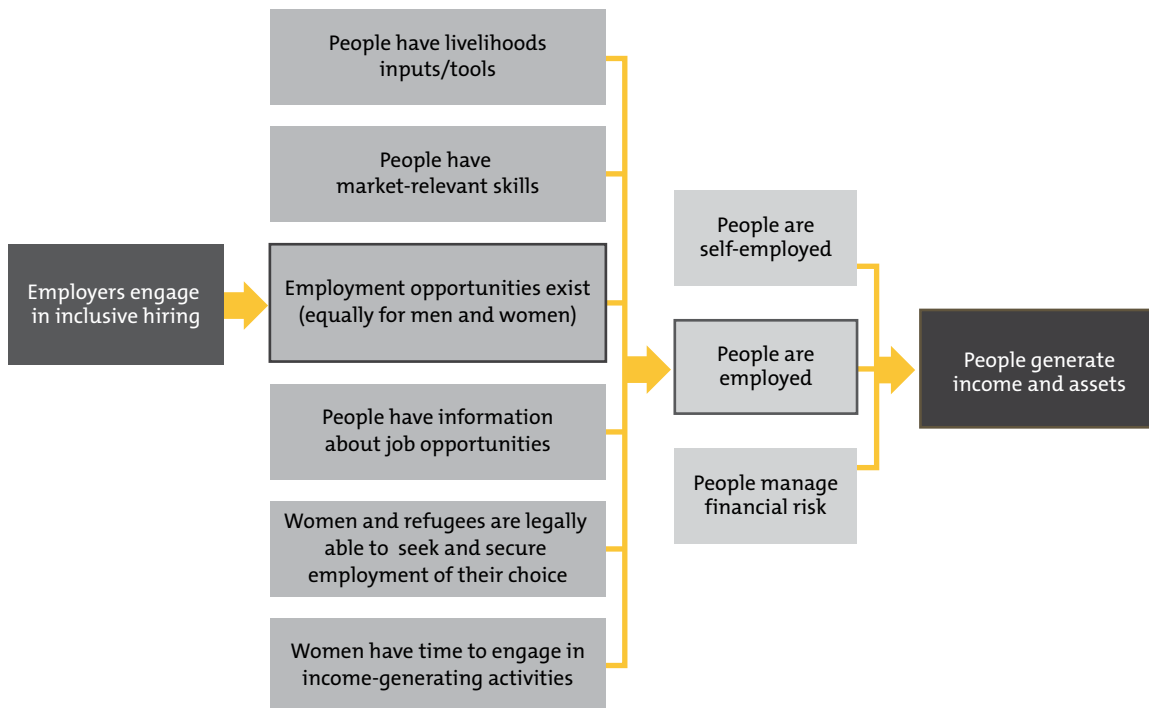 People have livelihoods
inputs/tools
People have
market-relevant skills
Employers engage
in inclusive hiring
Employment opportunities exist
(equally for men and women)
People have information
about job opportunities
Women and refugees are legally
able to  seek and secure
employment of their choice
Women have time to engage in
income-generating activities
People are
self-employed
People are
employed
People manage
financial risk
People generate
income and assets